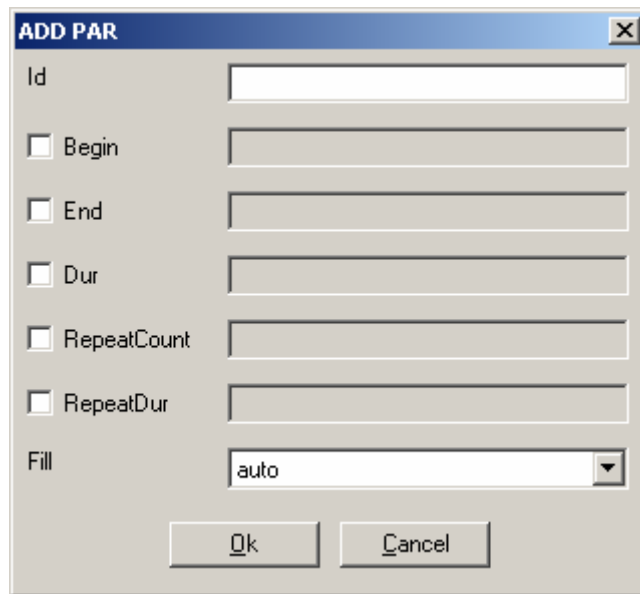 ADD PAR
Id
Begin
End
Dur
RepeatCount
RepeatDur
Fill auto
Ok Cancel